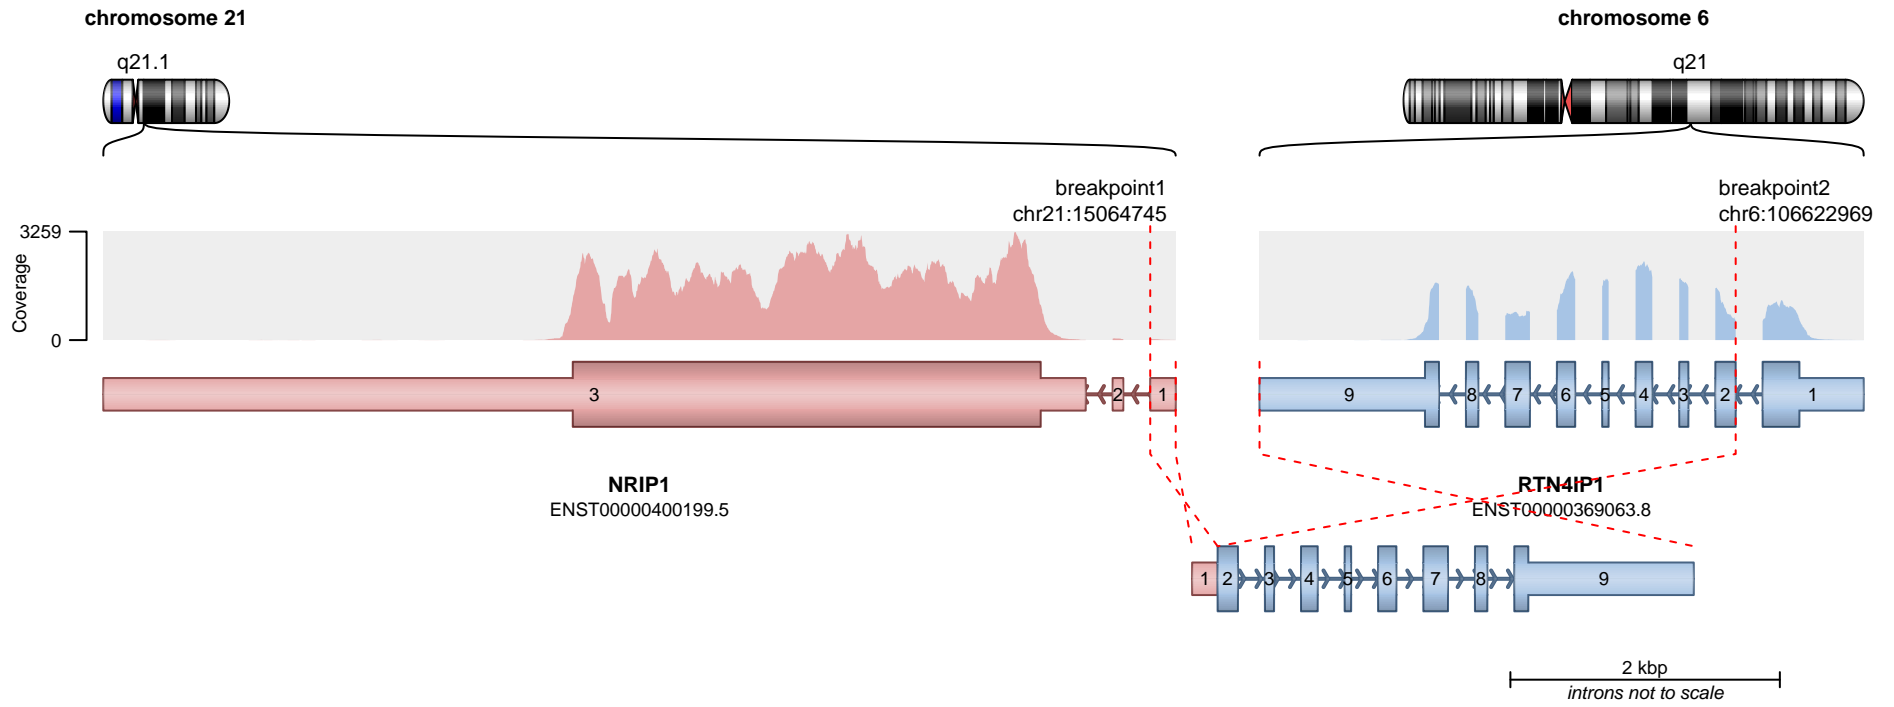 chromosome 21
chromosome 6
q21.1
q21
breakpoint1
chr21:15064745
breakpoint2
chr6:106622969
3259
Coverage
0
3
2
1
9
8
7
6
5
4
3
2
1
NRIP1
ENST00000400199.5
RTN4IP1
ENST00000369063.8
1
2
3
4
5
6
7
8
9
2 kbp
introns not to scale